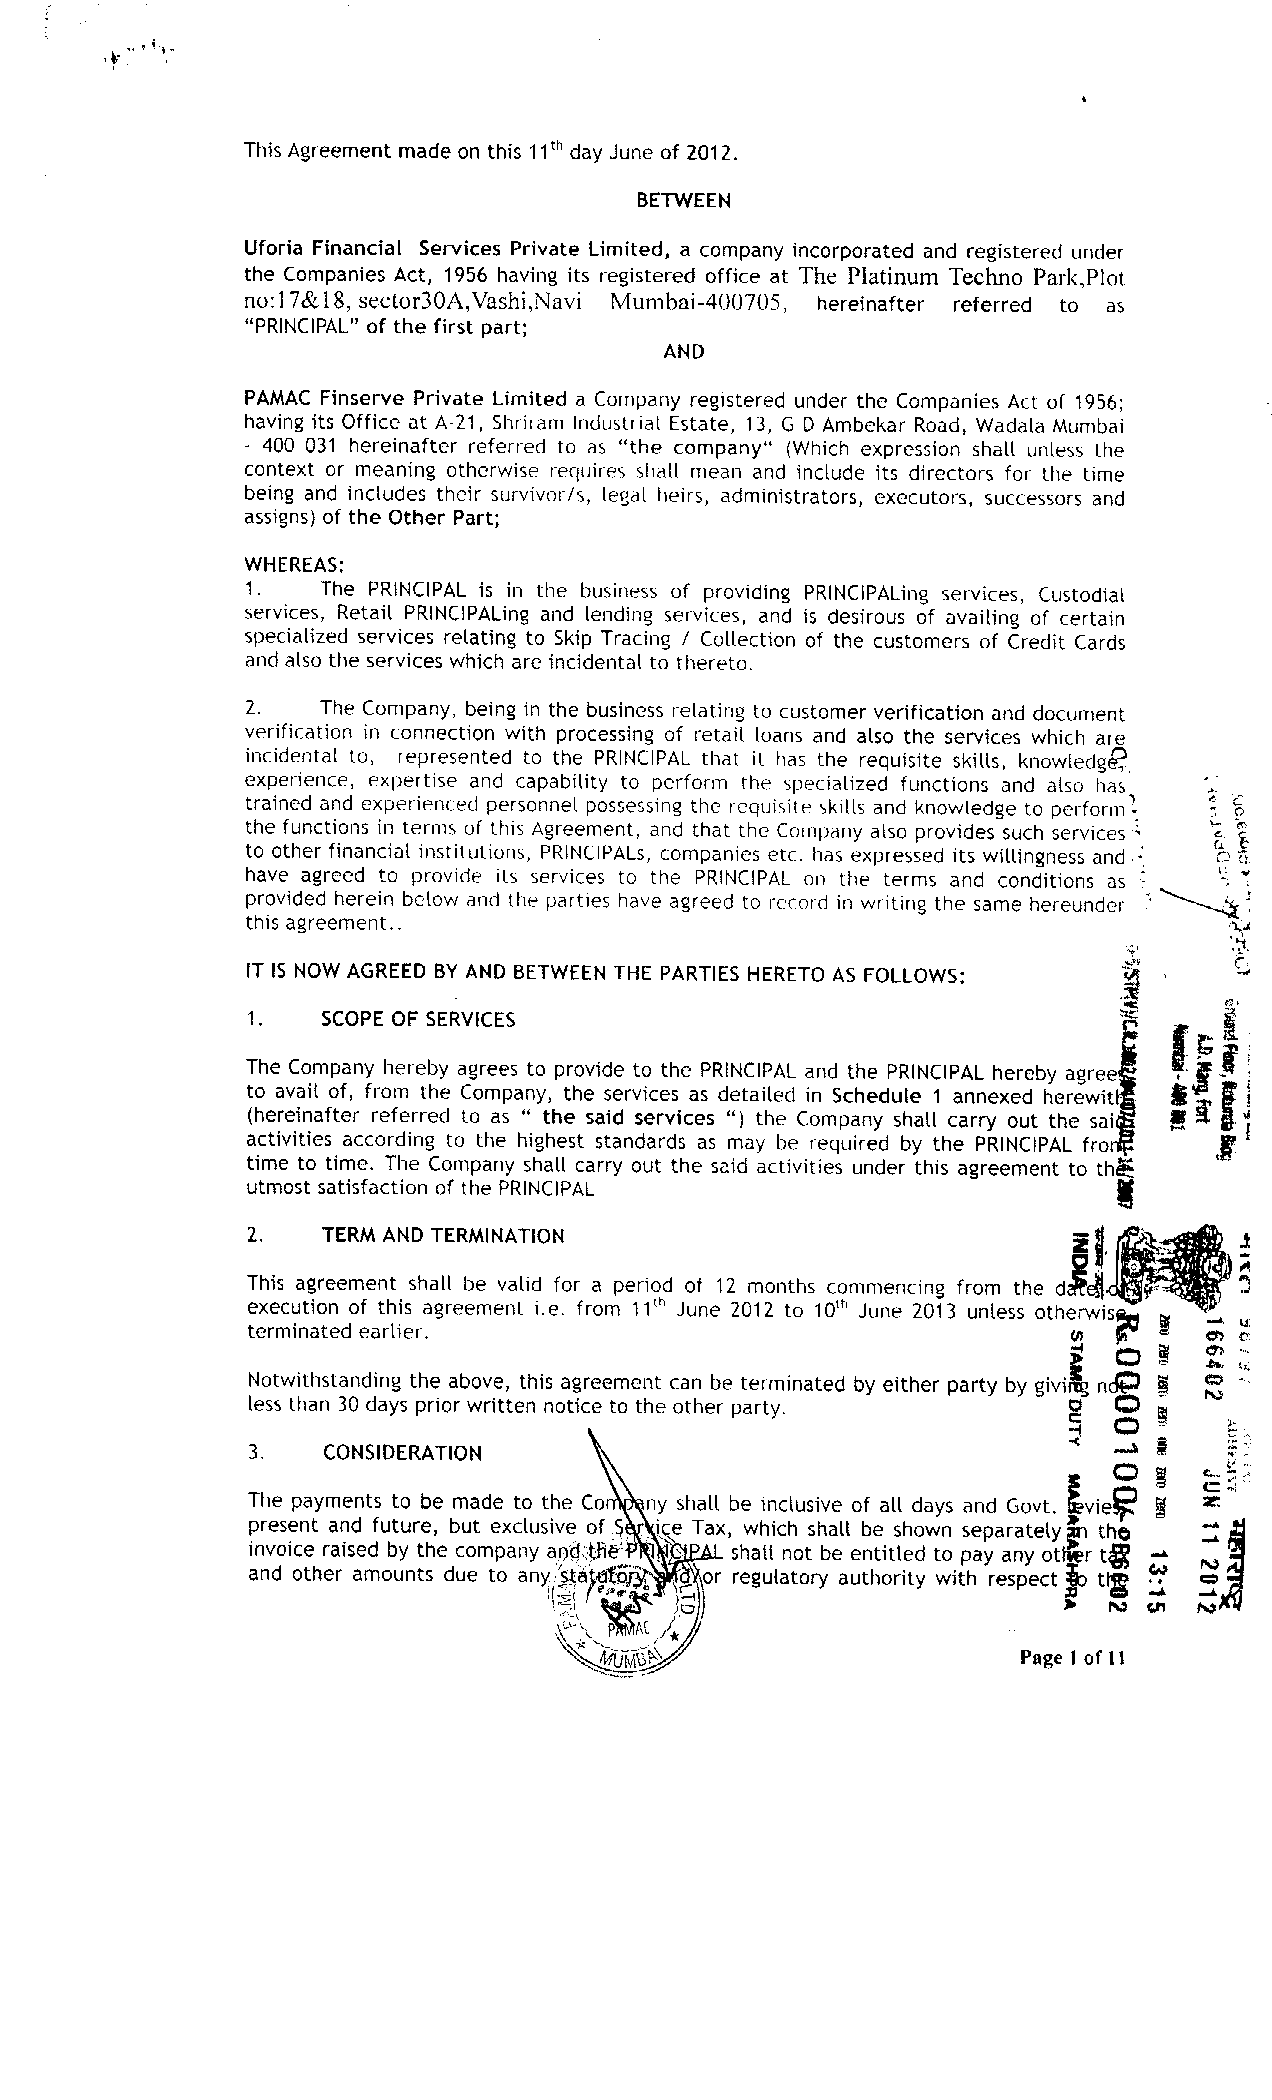 This Agreement made on this 11th day June of 2012.
BETWEEN
Uforia Financial Services Private Limited, a company incorporated and registered under
the Companies Act, 1956 having its registered office at The Platinum Techno Park,Plot
no:17&18, sector30A,Vashi,Navi Mumbai-400705, hereinafter referred to as
"PRINCIPAL" of the first part;
AND
PAMAC Finserve Private Limited a Company registered under the Companies Act of 1956;
having its Office at A-21, Shriram Industrial Estate, 13, G D Ambekar Road, Wadala Mumbai
- 400 031 hereinafter referred to as "the company" (Which expression shall unless the
context or meaning otherwise requires shall mean and include its directors for the time
being and includes their survivor/s, legal heirs, administrators, executors, successors and
assigns) of the Other Part;
WHEREAS:
1. The PRINCIPAL is in the business of providing PRINCIPALing services, Custodial
services, Retail PRINCIPALing and lending services, and is desirous of availing of certain
specialized services relating to Skip Tracing / Collection of the customers of Credit Cards
and also the services which are incidental to thereto.
2. The Company, being in the business relating to customer verification and document
verification in connection with processing of retail loans and also the services which are
incidental to, represented to the PRINCIPAL that it has the requisite skills, knowledge,
experience, expertise and capability to perform the specialized functions and also has
trained and experienced personnel possessing the requisite skills and knowledge to perform
the functions in terms of this Agreement, and that the Company also provides such services
to other financial institutions, PRINCIPALs, companies etc. has expressed its willingness and
have agreed to provide its services to the PRINCIPAL on the terms and conditions as
provided herein below and the parties have agreed to record in writing the same hereunder
this agreement..
IT IS NOW AGREED BY AND BETWEEN THE PARTIES HERETO AS FOLLOWS:
1. SCOPE OF SERVICES
The Company hereby agrees to provide to the PRINCIPAL and the PRINCIPAL hereby agrees
to avail of, from the Company, the services as detailed in Schedule 1 annexed herewith
(hereinafter referred to as " the said services ") the Company shall carry out the said
activities according to the highest standards as may be required by the PRINCIPAL from
time to time. The Company shall carry out the said activities under this agreement to the
utmost satisfaction of the PRINCIPAL
2. TERM AND TERMINATION
This agreement shall be valid for a period of 12 months commencing from the date of
execution of this agreement i.e. from 11th June 2012 to 10th June 2013 unless otherwise
terminated earlier.
Notwithstanding the above, this agreement can be terminated by either party by giving not
less than 30 days prior written notice to the other party.
3. CONSIDERATION
The payments to be made to the Company shall be inclusive of all days and Govt. levies
present and future, but exclusive of Service Tax, which shall be shown separately in the
invoice raised by the company and the PRINCIPAL shall not be entitled to pay any other tax
and other amounts due to any statutory and/or regulatory authority with respect to the
PAMAC
MUMBAI
LTD
Page 1 of 11
INDIA
STAMP DUTY MAHARASHTRA
13:15
166402 JUN 11 2012